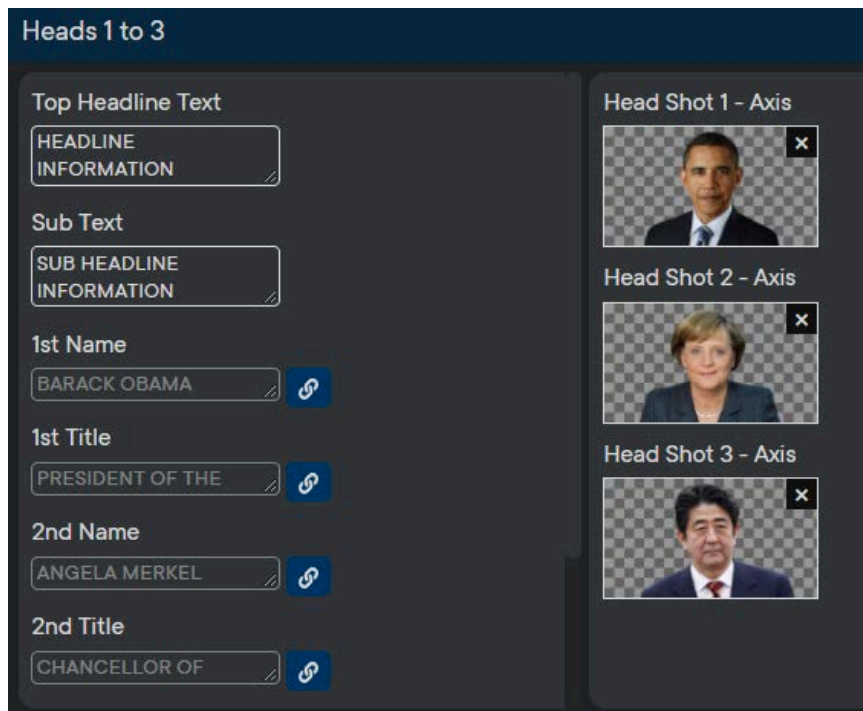 Heads 1 to 3
Top Headline Text
HEADLINE
INFORMATION
Sub Text
SUB HEADLINE
INFORMATION
1st Name
BARACK OBAMA
1st Title
PRESIDENT OF THE
2nd Name
ANGELA MERKEL
2nd Title
CHANCELLOR OF
Head Shot 1 - Axis
Head Shot 2 - Axis
Head Shot 3 - Axis